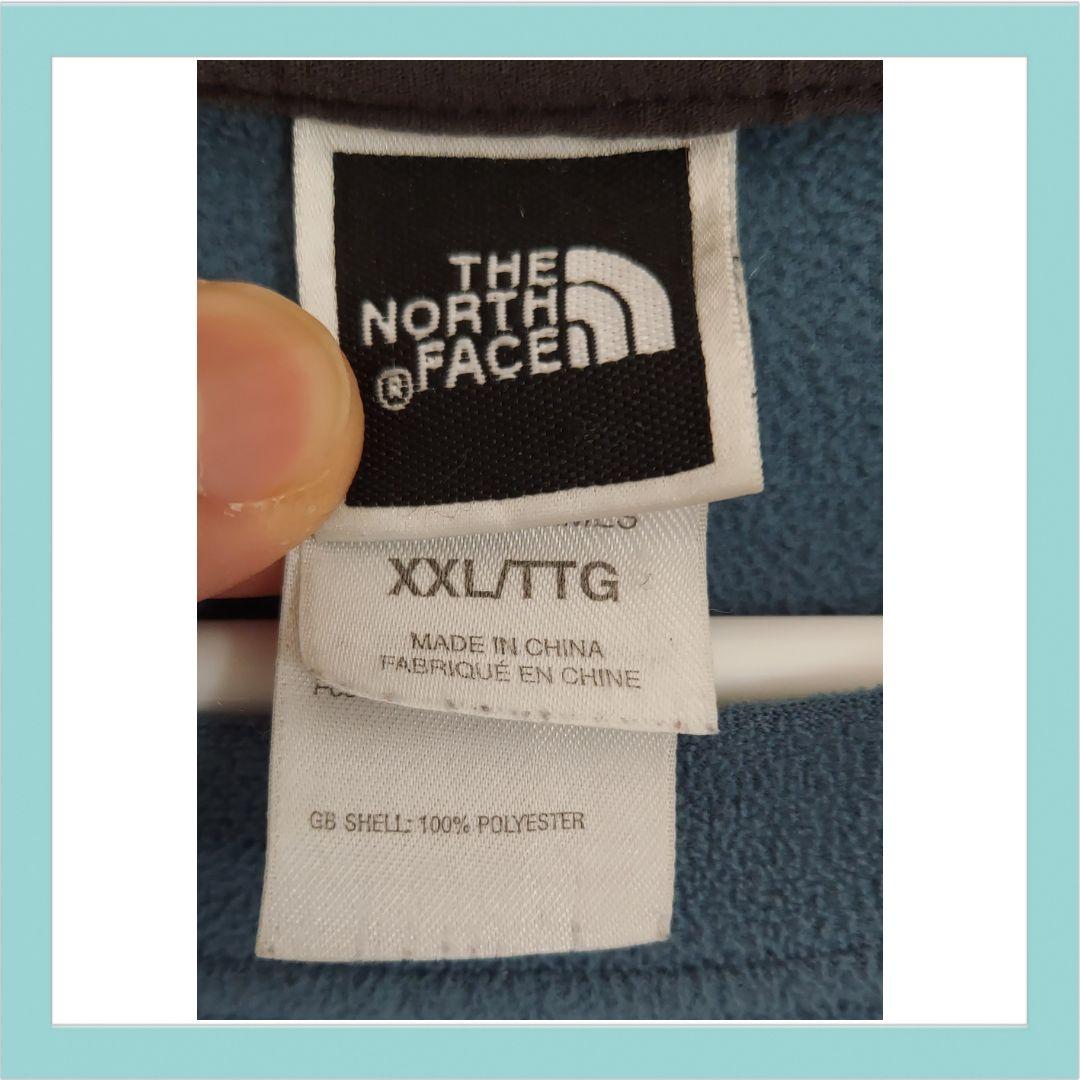 THE
NORTH
FACE
®
XXL/TTG
MADE IN CHINA
FABRIQUÉ EN CHINE
GB SHELL: 100% POLYESTER